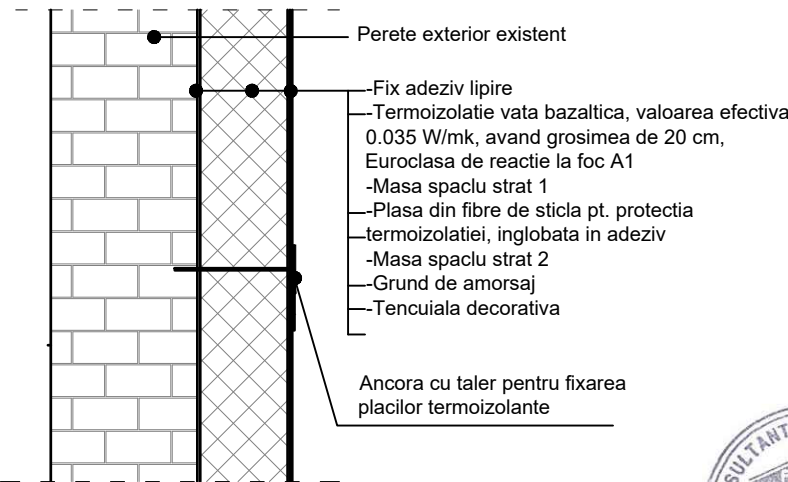 Perete exterior existent
-Fix adeziv lipire
-Termoizolatie vata bazaltica, valoarea efectiva
0.035 W/mk, avand grosimea de 20 cm,
Euroclasa de reactie la foc A1
-Masa spaclu strat 1
-Plasa din fibre de sticla pt. protectia
termoizolatiei, inglobata in adeziv
-Masa spaclu strat 2
-Grund de amorsaj
-Tencuiala decorativa
Ancora cu taler pentru fixarea
placilor termoizolante